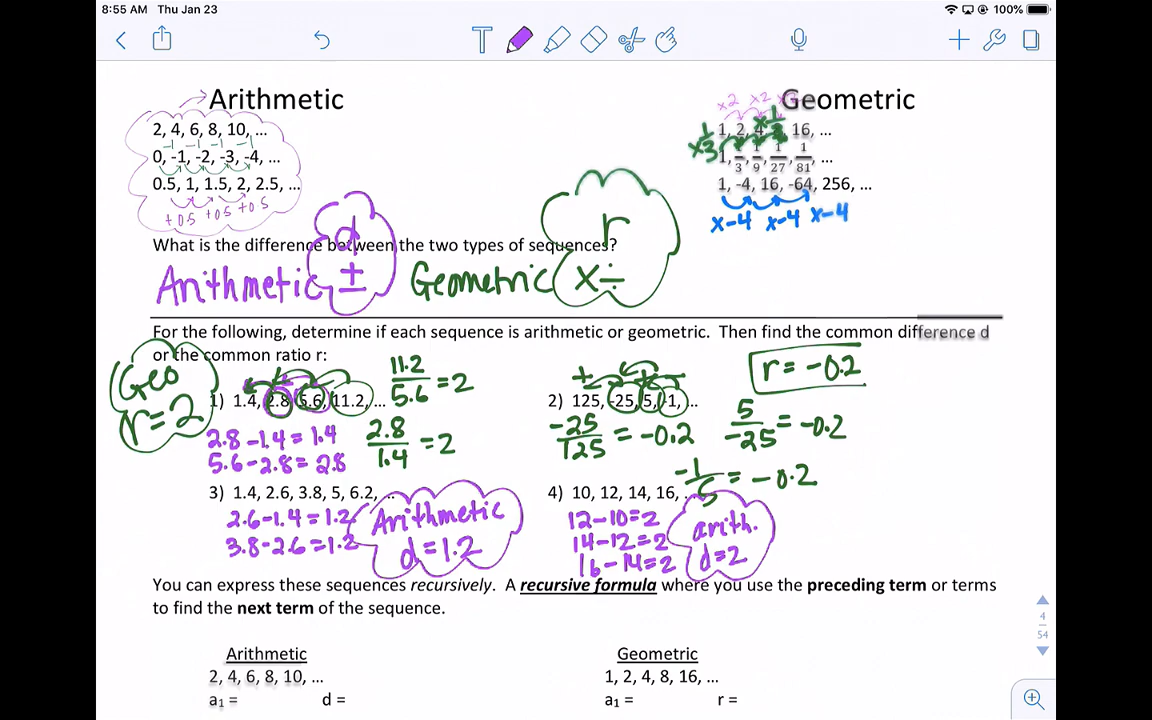 8:55 AM Thu Jan 23
100%
Arithmetic
Geometric
2, 4, 6, 8, 10, ...
-1 -1 -1 -1
0, -1, -2, -3, -4, ...
0.5, 1, 1.5, 2, 2.5, ...
+0.5 +0.5 +0.5
x2 x2
1, 2, 4, 16, ...
x 1/3
x 1/3
1, 1/3, 1/9, 1/27, 1/81, ...
1, -4, 16, -64, 256, ...
x-4 x-4 x-4
What is the difference between the two types of sequences?
Arithmetic d ±
Geometric r x÷
For the following, determine if each sequence is arithmetic or geometric. Then find the common difference d
or the common ratio r:
Geo
r=2
1) 1.4, 2.8, 5.6, 11.2, ...
11.2/5.6 = 2
2.8-1.4=1.4
5.6-2.8=2.8
2.8/1.4 = 2
2) 125, -25, 5, -1, ...
r=-0.2
-25/125 = -0.2
5/-25 = -0.2
-1/5 = -0.2
3) 1.4, 2.6, 3.8, 5, 6.2, ...
2.6-1.4=1.2
3.8-2.6=1.2
Arithmetic
d=1.2
4) 10, 12, 14, 16, ...
12-10=2
14-12=2
16-14=2
arith.
d=2
You can express these sequences recursively. A recursive formula where you use the preceding term or terms
to find the next term of the sequence.
Arithmetic
2, 4, 6, 8, 10, ...
a₁ = d =
Geometric
1, 2, 4, 8, 16, ...
a₁ = r =
4
54